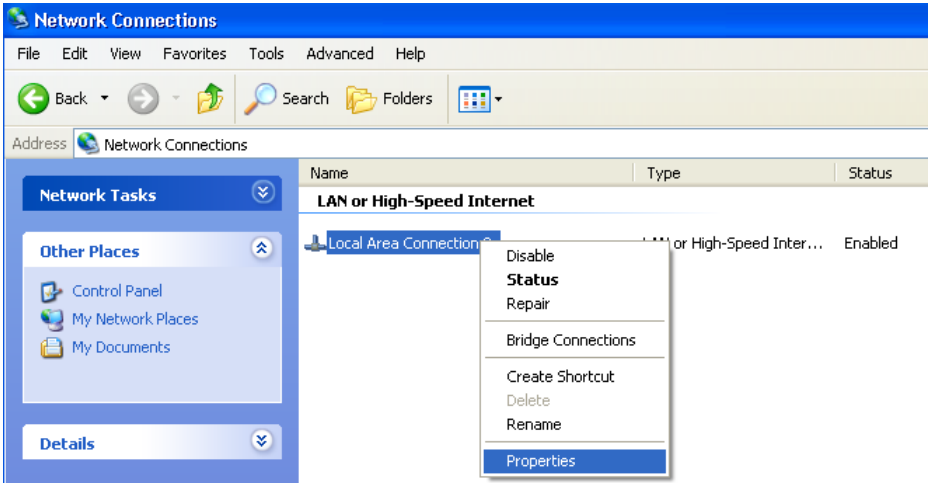 Network Connections
File Edit View Favorites Tools Advanced Help
Back Search Folders
Address Network Connections
Name Type Status
Network Tasks
LAN or High-Speed Internet
Other Places
Local Area Connection or High-Speed Inter... Enabled
Control Panel
My Network Places
My Documents
Details
Disable
Status
Repair
Bridge Connections
Create Shortcut
Delete
Rename
Properties